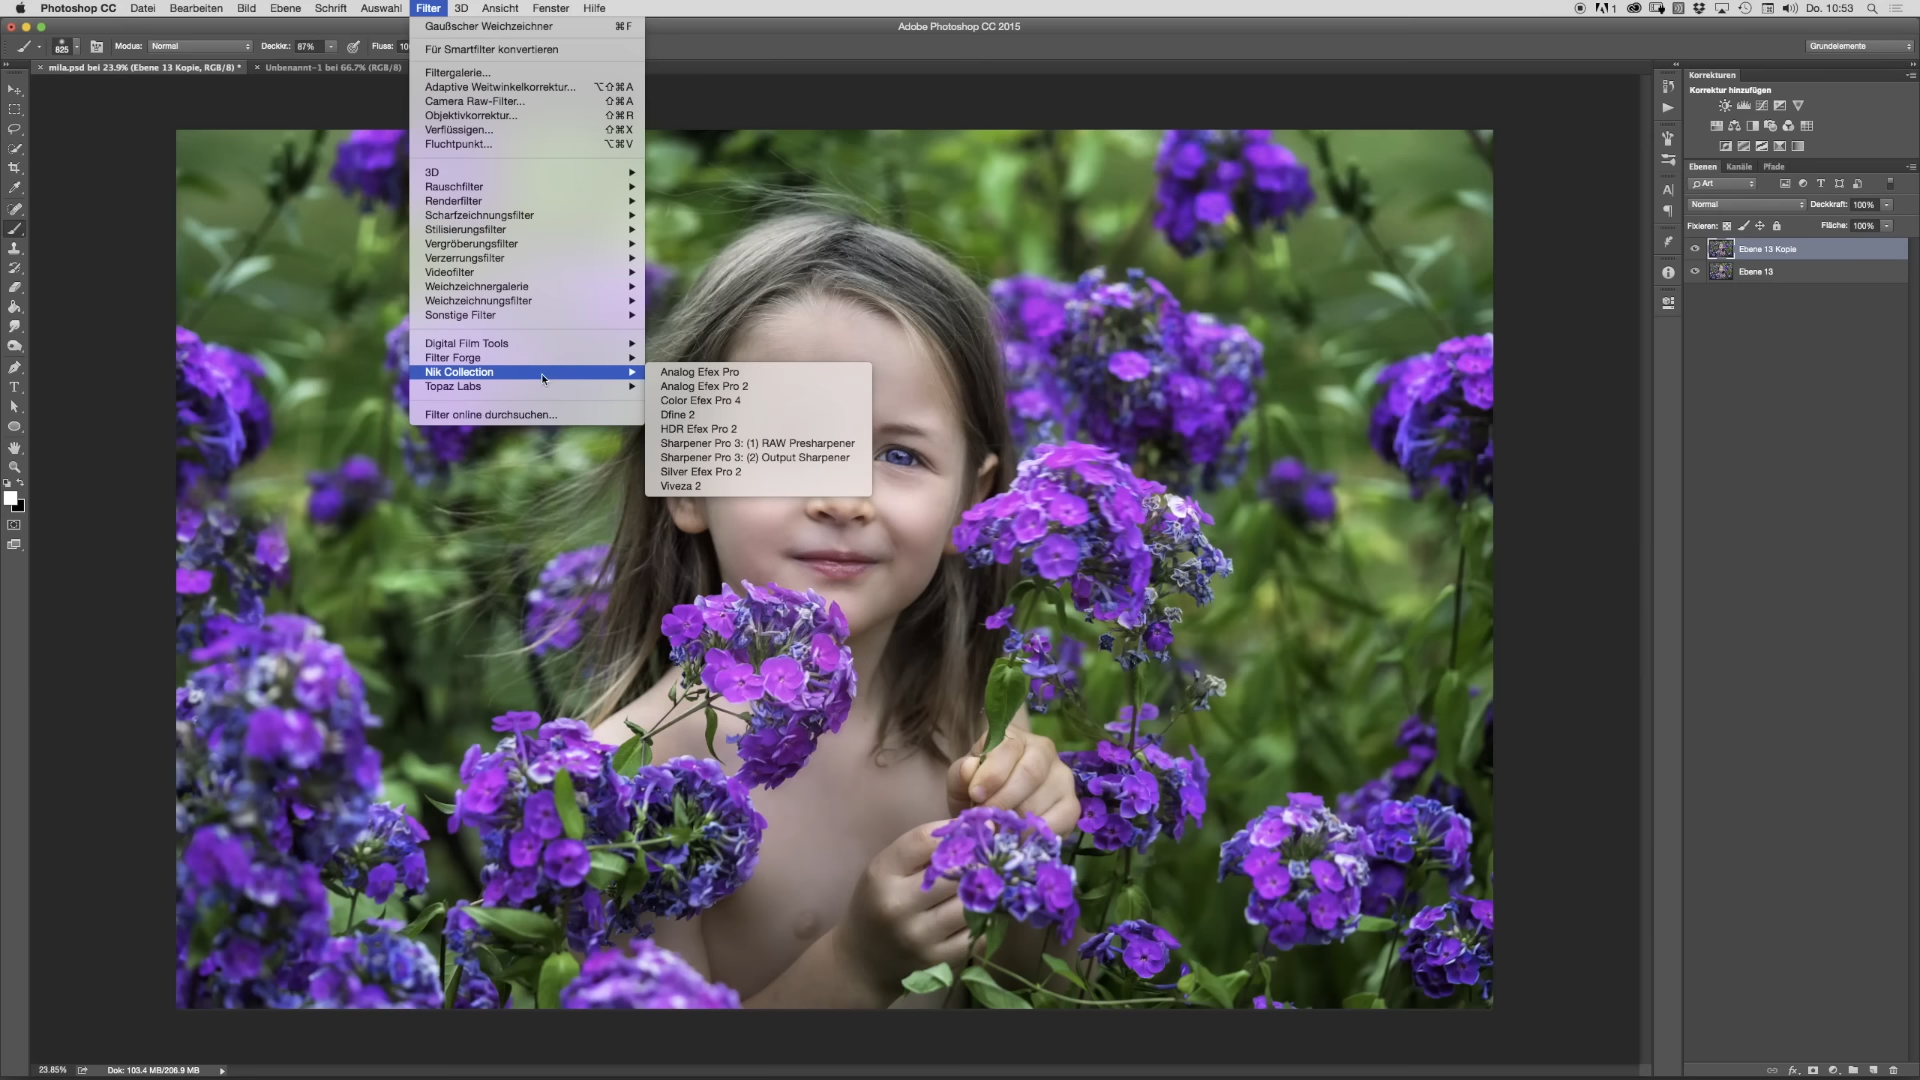 Photoshop CC Datei Bearbeiten Bild Ebene Schrift Auswahl Filter 3D Ansicht Fenster Hilfe
1 Do. 10:53
Adobe Photoshop CC 2015
825 Modus: Normal Deckkr.: 87% Fluss: 10
Grundelemente
× mila.psd bei 23.9% (Ebene 13 Kopie, RGB/8) * × Unbenannt-1 bei 66.7% (RGB/8)
Gaußscher Weichzeichner ⌘F
Für Smartfilter konvertieren
Filtergalerie...
Adaptive Weitwinkelkorrektur... ⌥⇧⌘A
Camera Raw-Filter... ⇧⌘A
Objektivkorrektur... ⇧⌘R
Verflüssigen... ⇧⌘X
Fluchtpunkt... ⌥⌘V
3D
Rauschfilter
Renderfilter
Scharfzeichnungsfilter
Stilisierungsfilter
Vergröberungsfilter
Verzerrungsfilter
Videofilter
Weichzeichnergalerie
Weichzeichnungsfilter
Sonstige Filter
Digital Film Tools
Filter Forge
Nik Collection
Topaz Labs
Filter online durchsuchen...
Analog Efex Pro
Analog Efex Pro 2
Color Efex Pro 4
Dfine 2
HDR Efex Pro 2
Sharpener Pro 3: (1) RAW Presharpener
Sharpener Pro 3: (2) Output Sharpener
Silver Efex Pro 2
Viveza 2
Korrekturen
Korrektur hinzufügen
Ebenen Kanäle Pfade
Art
Normal Deckkraft: 100%
Fixieren: Fläche: 100%
Ebene 13 Kopie
Ebene 13
23.85% Dok: 103.4 MB/206.9 MB